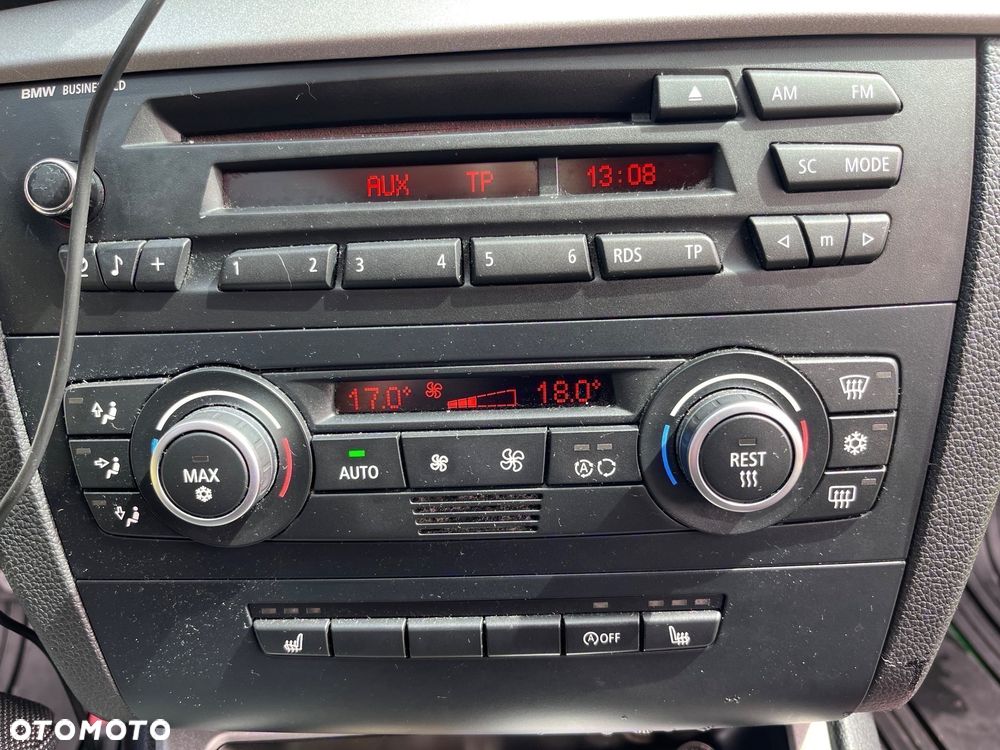 BMW BUSINE CD
AM FM
SC MODE
AUX TP 13:08
1 2 3 4 5 6 RDS TP
m
17.0° 18.0°
MAX
AUTO
A
REST
A OFF
OTOMOTO